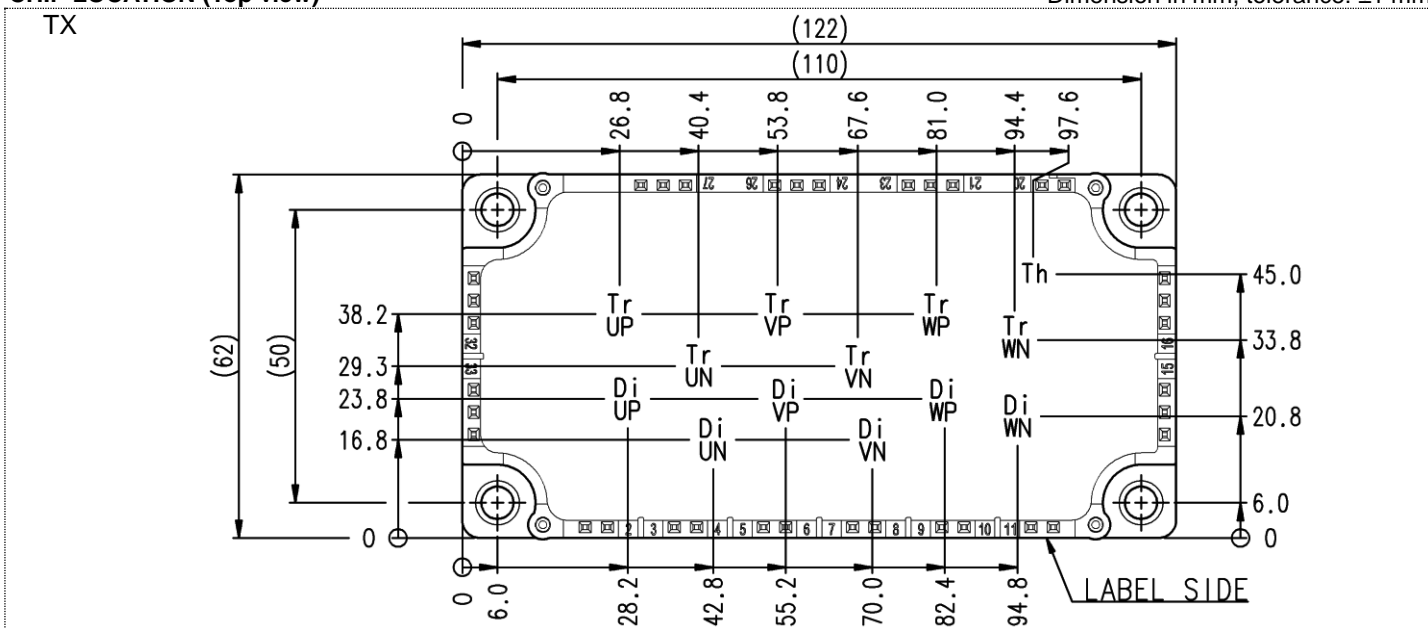 Dimension in mm, tolerance: ±1 mm
TX
(122)
(110)
0
26.8
40.4
53.8
67.6
81.0
94.4
97.6
27
26
24
23
21
20
(62)
(50)
38.2
29.3
23.8
16.8
0
32
33
Th
Tr
UP
Tr
VP
Tr
WP
Tr
WN
Tr
UN
Tr
VN
Di
UP
Di
VP
Di
WP
Di
WN
Di
UN
Di
VN
16
15
45.0
33.8
20.8
6.0
0
2
3
4
5
6
7
8
9
10
11
0
6.0
28.2
42.8
55.2
70.0
82.4
94.8
LABEL SIDE